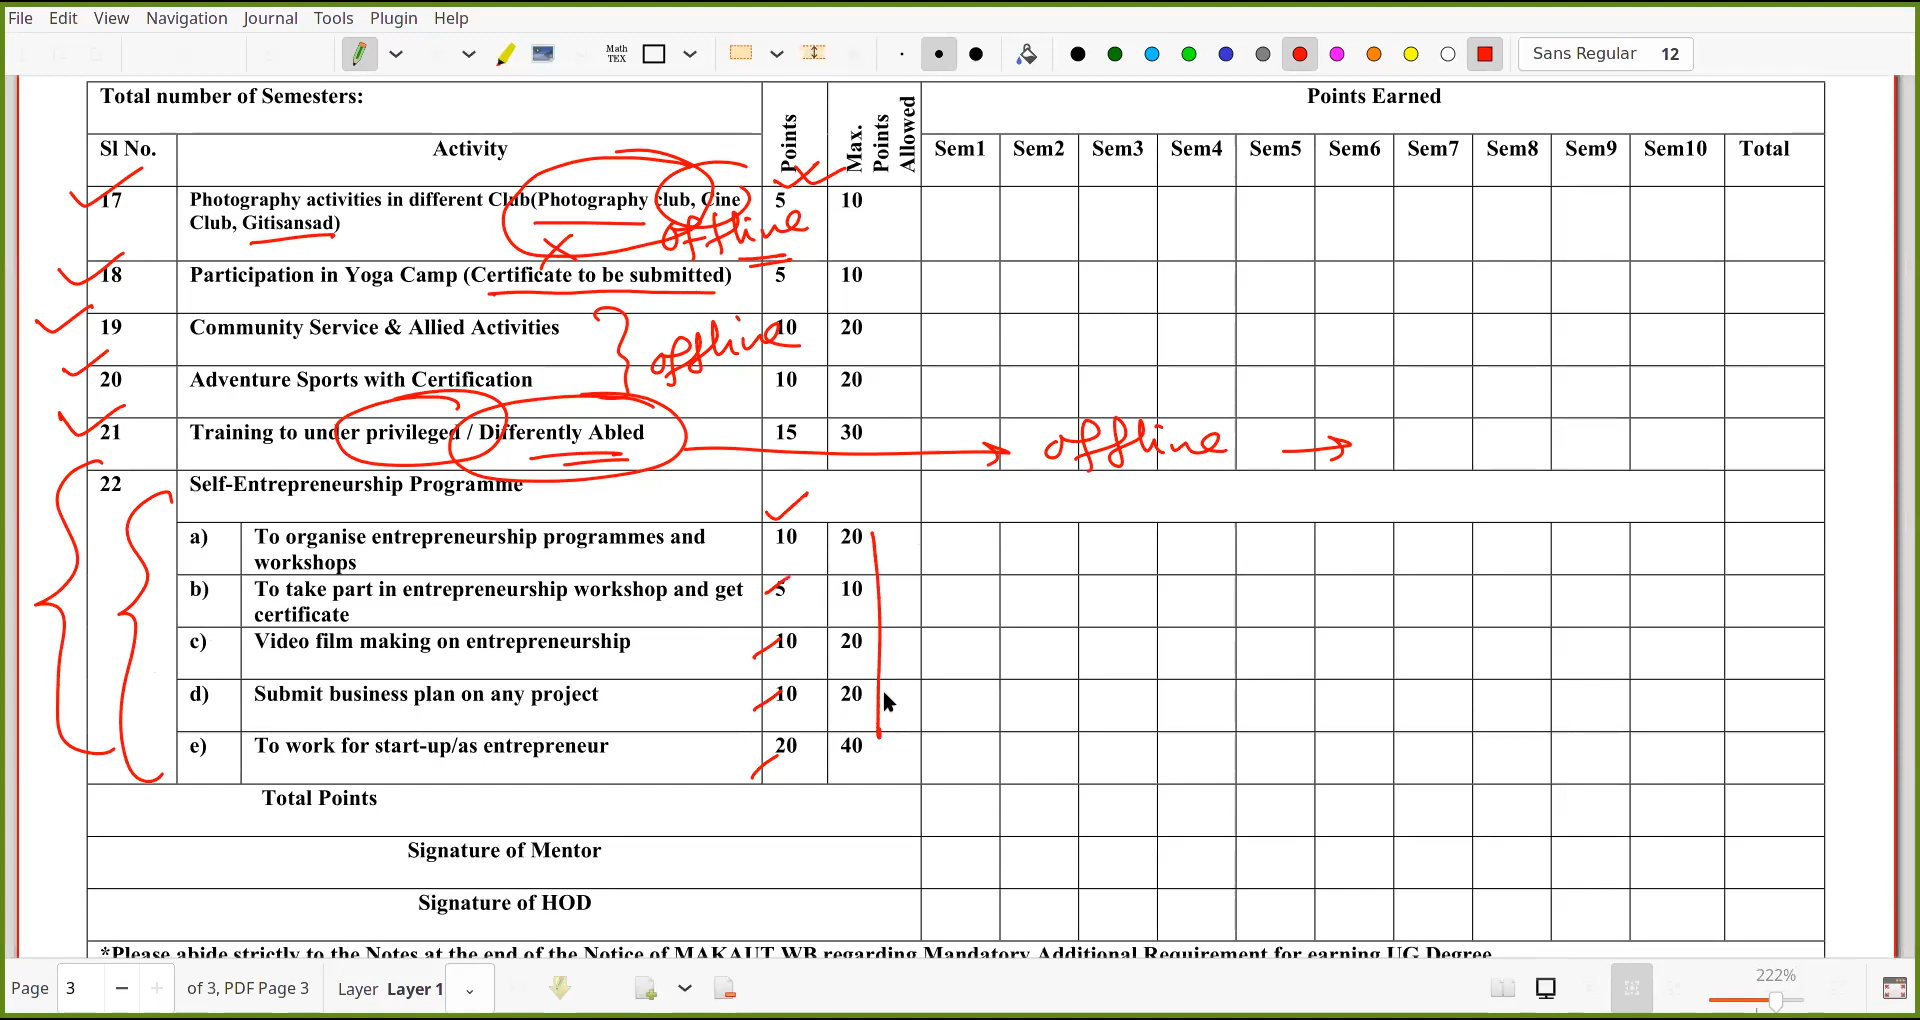 File Edit View Navigation Journal Tools Plugin Help
Math TEX Sans Regular 12
Total number of Semesters: Points Max. Points Allowed Points Earned
Sl No. Activity Sem1 Sem2 Sem3 Sem4 Sem5 Sem6 Sem7 Sem8 Sem9 Sem10 Total
17 Photography activities in different Club(Photography club, Cine 5 10
Club, Gitisansad) offline
18 Participation in Yoga Camp (Certificate to be submitted) 5 10
19 Community Service & Allied Activities 10 20
offline
20 Adventure Sports with Certification 10 20
21 Training to under privileged / Differently Abled 15 30 offline
22 Self-Entrepreneurship Programme
a) To organise entrepreneurship programmes and 10 20
workshops
b) To take part in entrepreneurship workshop and get 5 10
certificate
c) Video film making on entrepreneurship 10 20
d) Submit business plan on any project 10 20
e) To work for start-up/as entrepreneur 20 40
Total Points
Signature of Mentor
Signature of HOD
*Please abide strictly to the Notes at the end of the Notice of MAKAUT WB regarding Mandatory Additional Requirement for earning UG Degree
Page 3 of 3, PDF Page 3 Layer Layer 1 222%